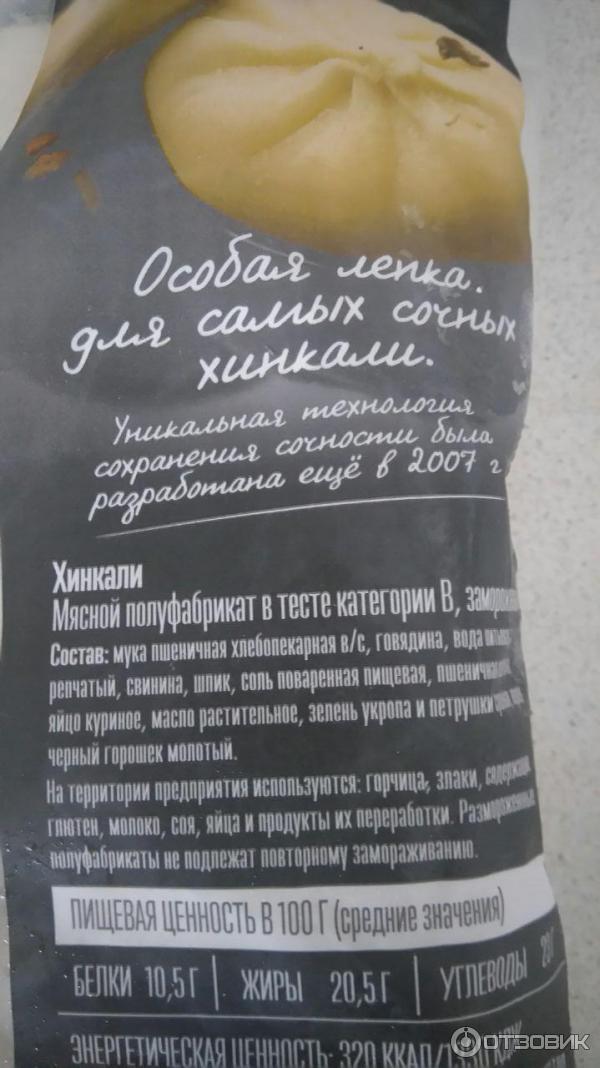 Особая лепка.
для самых сочных
хинкали.
Уникальная технология
сохранения сочности была
разработана ещё в 2007 г
Хинкали
Мясной полуфабрикат в тесте категории В,
Состав: мука пшеничная хлебопекарная в/с, говядина, вода
репчатый, свинина, шпик, соль поваренная пищевая,
яйцо куриное, масло растительное, зелень укропа и петрушки
черный горошек молотый.
На территории предприятия используются: горчица, злаки,
глютен, молоко, соя, яйца и продукты их переработки.
полуфабрикаты не подлежат повторному замораживанию.
ПИЩЕВАЯ ЦЕННОСТЬ В 100 Г (средние значения)
БЕЛКИ 10,5 Г | ЖИРЫ 20,5 Г | УГЛЕВОДЫ
ЭНЕРГЕТИЧЕСКАЯ ЦЕННОСТЬ: 320 ККАЛ/
ОТЗОВИК